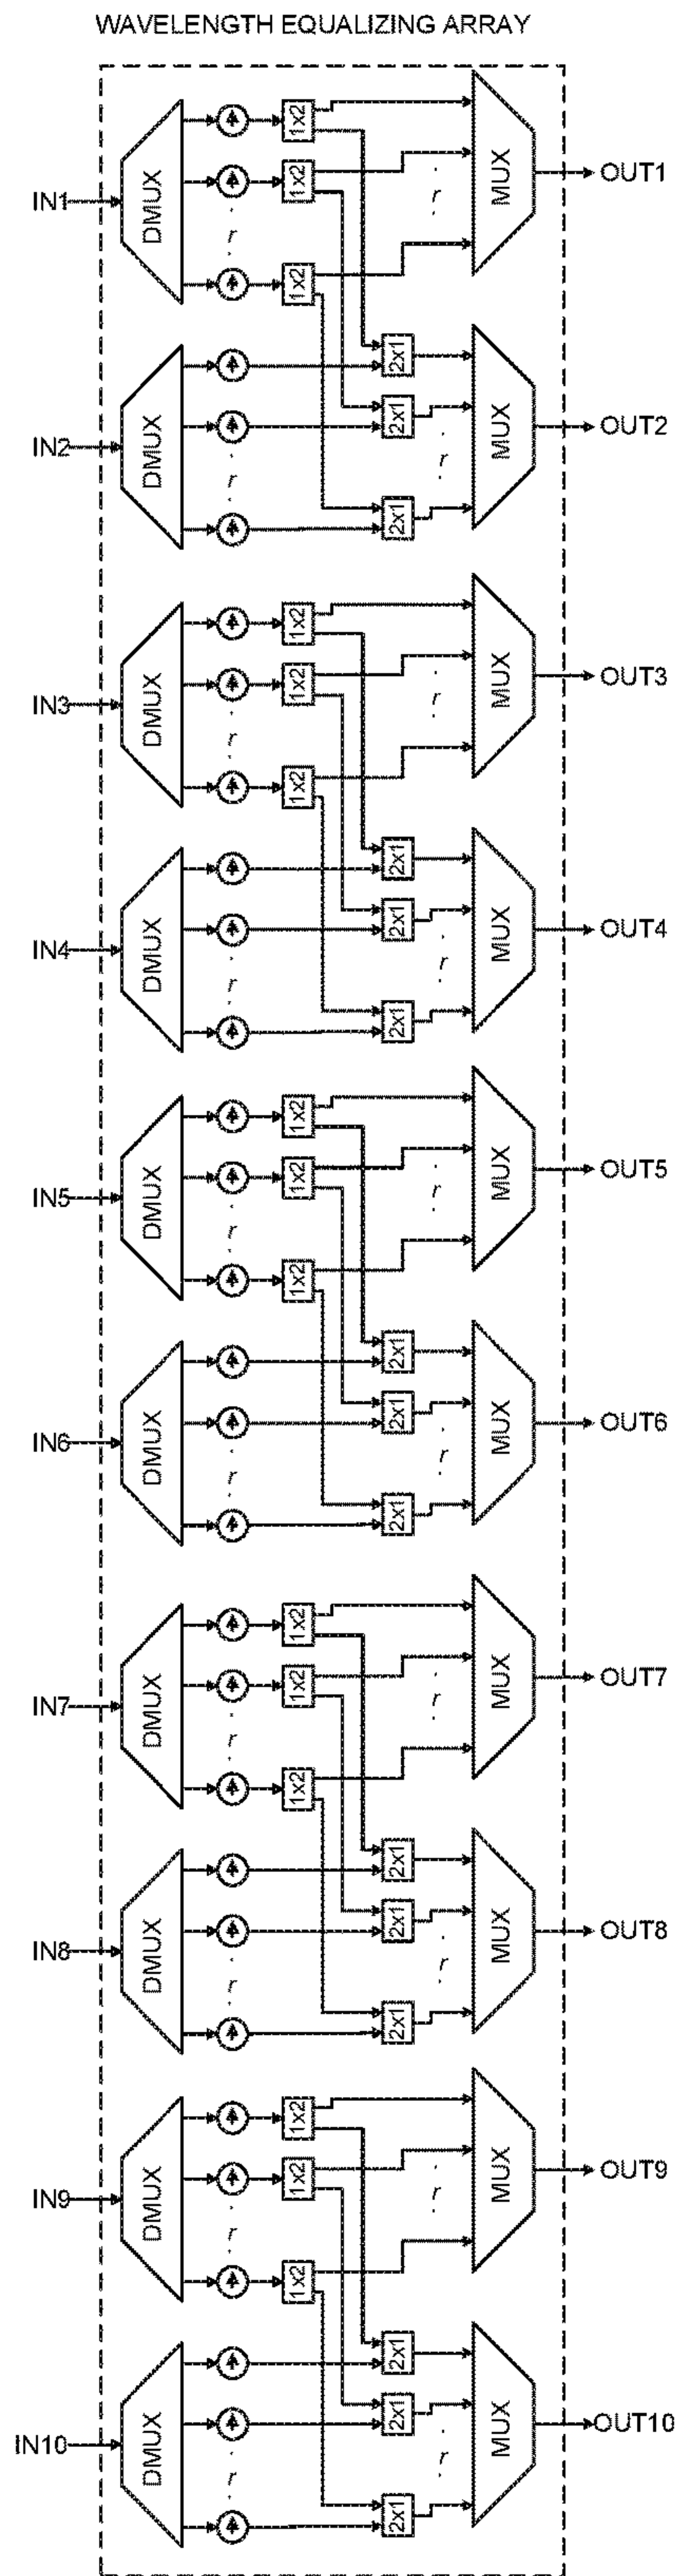 WAVELENGTH EQUALIZING ARRAY
IN1
DMUX
r
1x2
1x2
1x2
r
MUX
OUT1
IN2
DMUX
r
2x1
2x1
2x1
r
MUX
OUT2
IN3
DMUX
r
1x2
1x2
1x2
r
MUX
OUT3
IN4
DMUX
r
2x1
2x1
2x1
r
MUX
OUT4
IN5
DMUX
r
1x2
1x2
1x2
r
MUX
OUT5
IN6
DMUX
r
2x1
2x1
2x1
r
MUX
OUT6
IN7
DMUX
r
1x2
1x2
1x2
r
MUX
OUT7
IN8
DMUX
r
2x1
2x1
2x1
r
MUX
OUT8
IN9
DMUX
r
1x2
1x2
1x2
r
MUX
OUT9
IN10
DMUX
r
2x1
2x1
2x1
r
MUX
OUT10